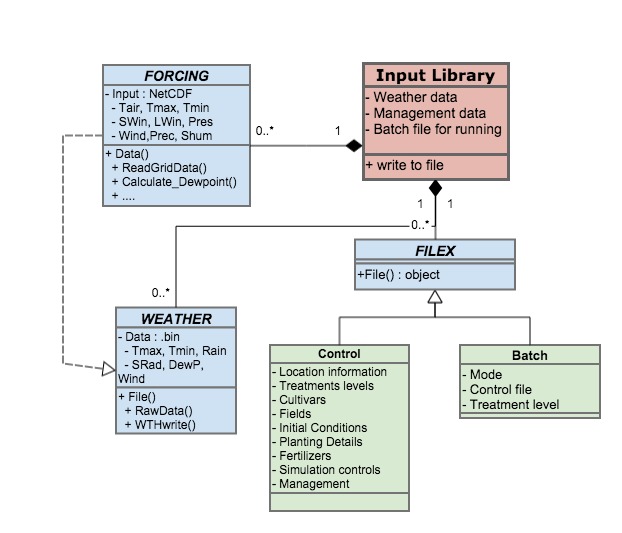 FORCING
- Input : NetCDF
- Tair, Tmax, Tmin
- SWin, LWin, Pres
- Wind,Prec, Shum
+ Data()
+ ReadGridData()
+ Calculate_Dewpoint()
+ ....
Input Library
- Weather data
- Management data
- Batch file for running
+ write to file
0..*
1
1
1
0..*
0..*
FILEX
+File() : object
WEATHER
- Data : .bin
- Tmax, Tmin, Rain
- SRad, DewP,
Wind
+ File()
+ RawData()
+ WTHwrite()
Control
- Location information
- Treatments levels
- Cultivars
- Fields
- Initial Conditions
- Planting Details
- Fertilizers
- Simulation controls
- Management
Batch
- Mode
- Control file
- Treatment level